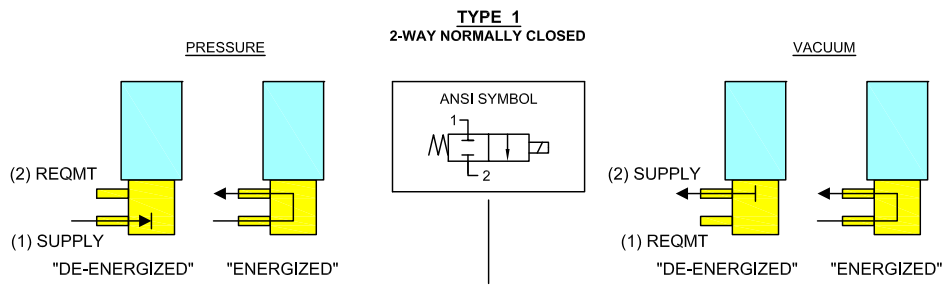 TYPE 1
2-WAY NORMALLY CLOSED
PRESSURE
VACUUM
ANSI SYMBOL
1
2
(2) REQMT
(1) SUPPLY
"DE-ENERGIZED"
"ENERGIZED"
(2) SUPPLY
(1) REQMT
"DE-ENERGIZED"
"ENERGIZED"